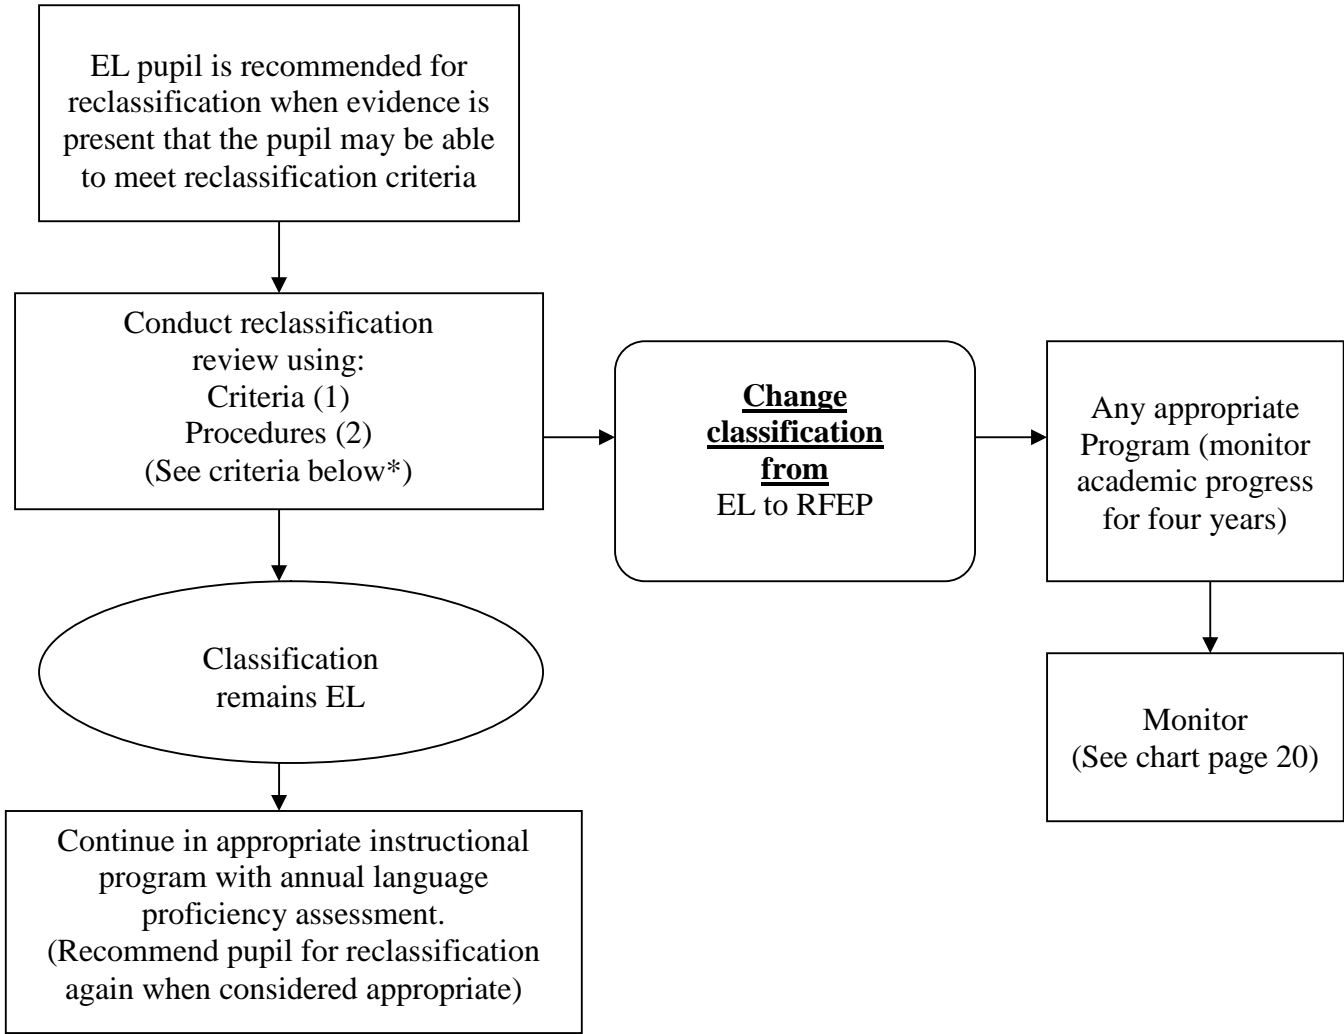 EL pupil is recommended for
reclassification when evidence is
present that the pupil may be able
to meet reclassification criteria
Conduct reclassification
review using:
Criteria (1)
Procedures (2)
(See criteria below*)
Change
classification
from
EL to RFEP
Any appropriate
Program (monitor
academic progress
for four years)
Classification
remains EL
Monitor
(See chart page 20)
Continue in appropriate instructional
program with annual language
proficiency assessment.
(Recommend pupil for reclassification
again when considered appropriate)